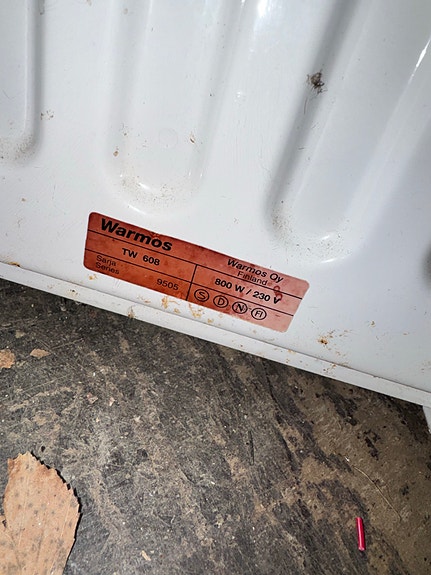 Warmos
Warmos Oy
Finland
TW 608
800 W / 230 V
Sarja
Series
9505
S D N FI